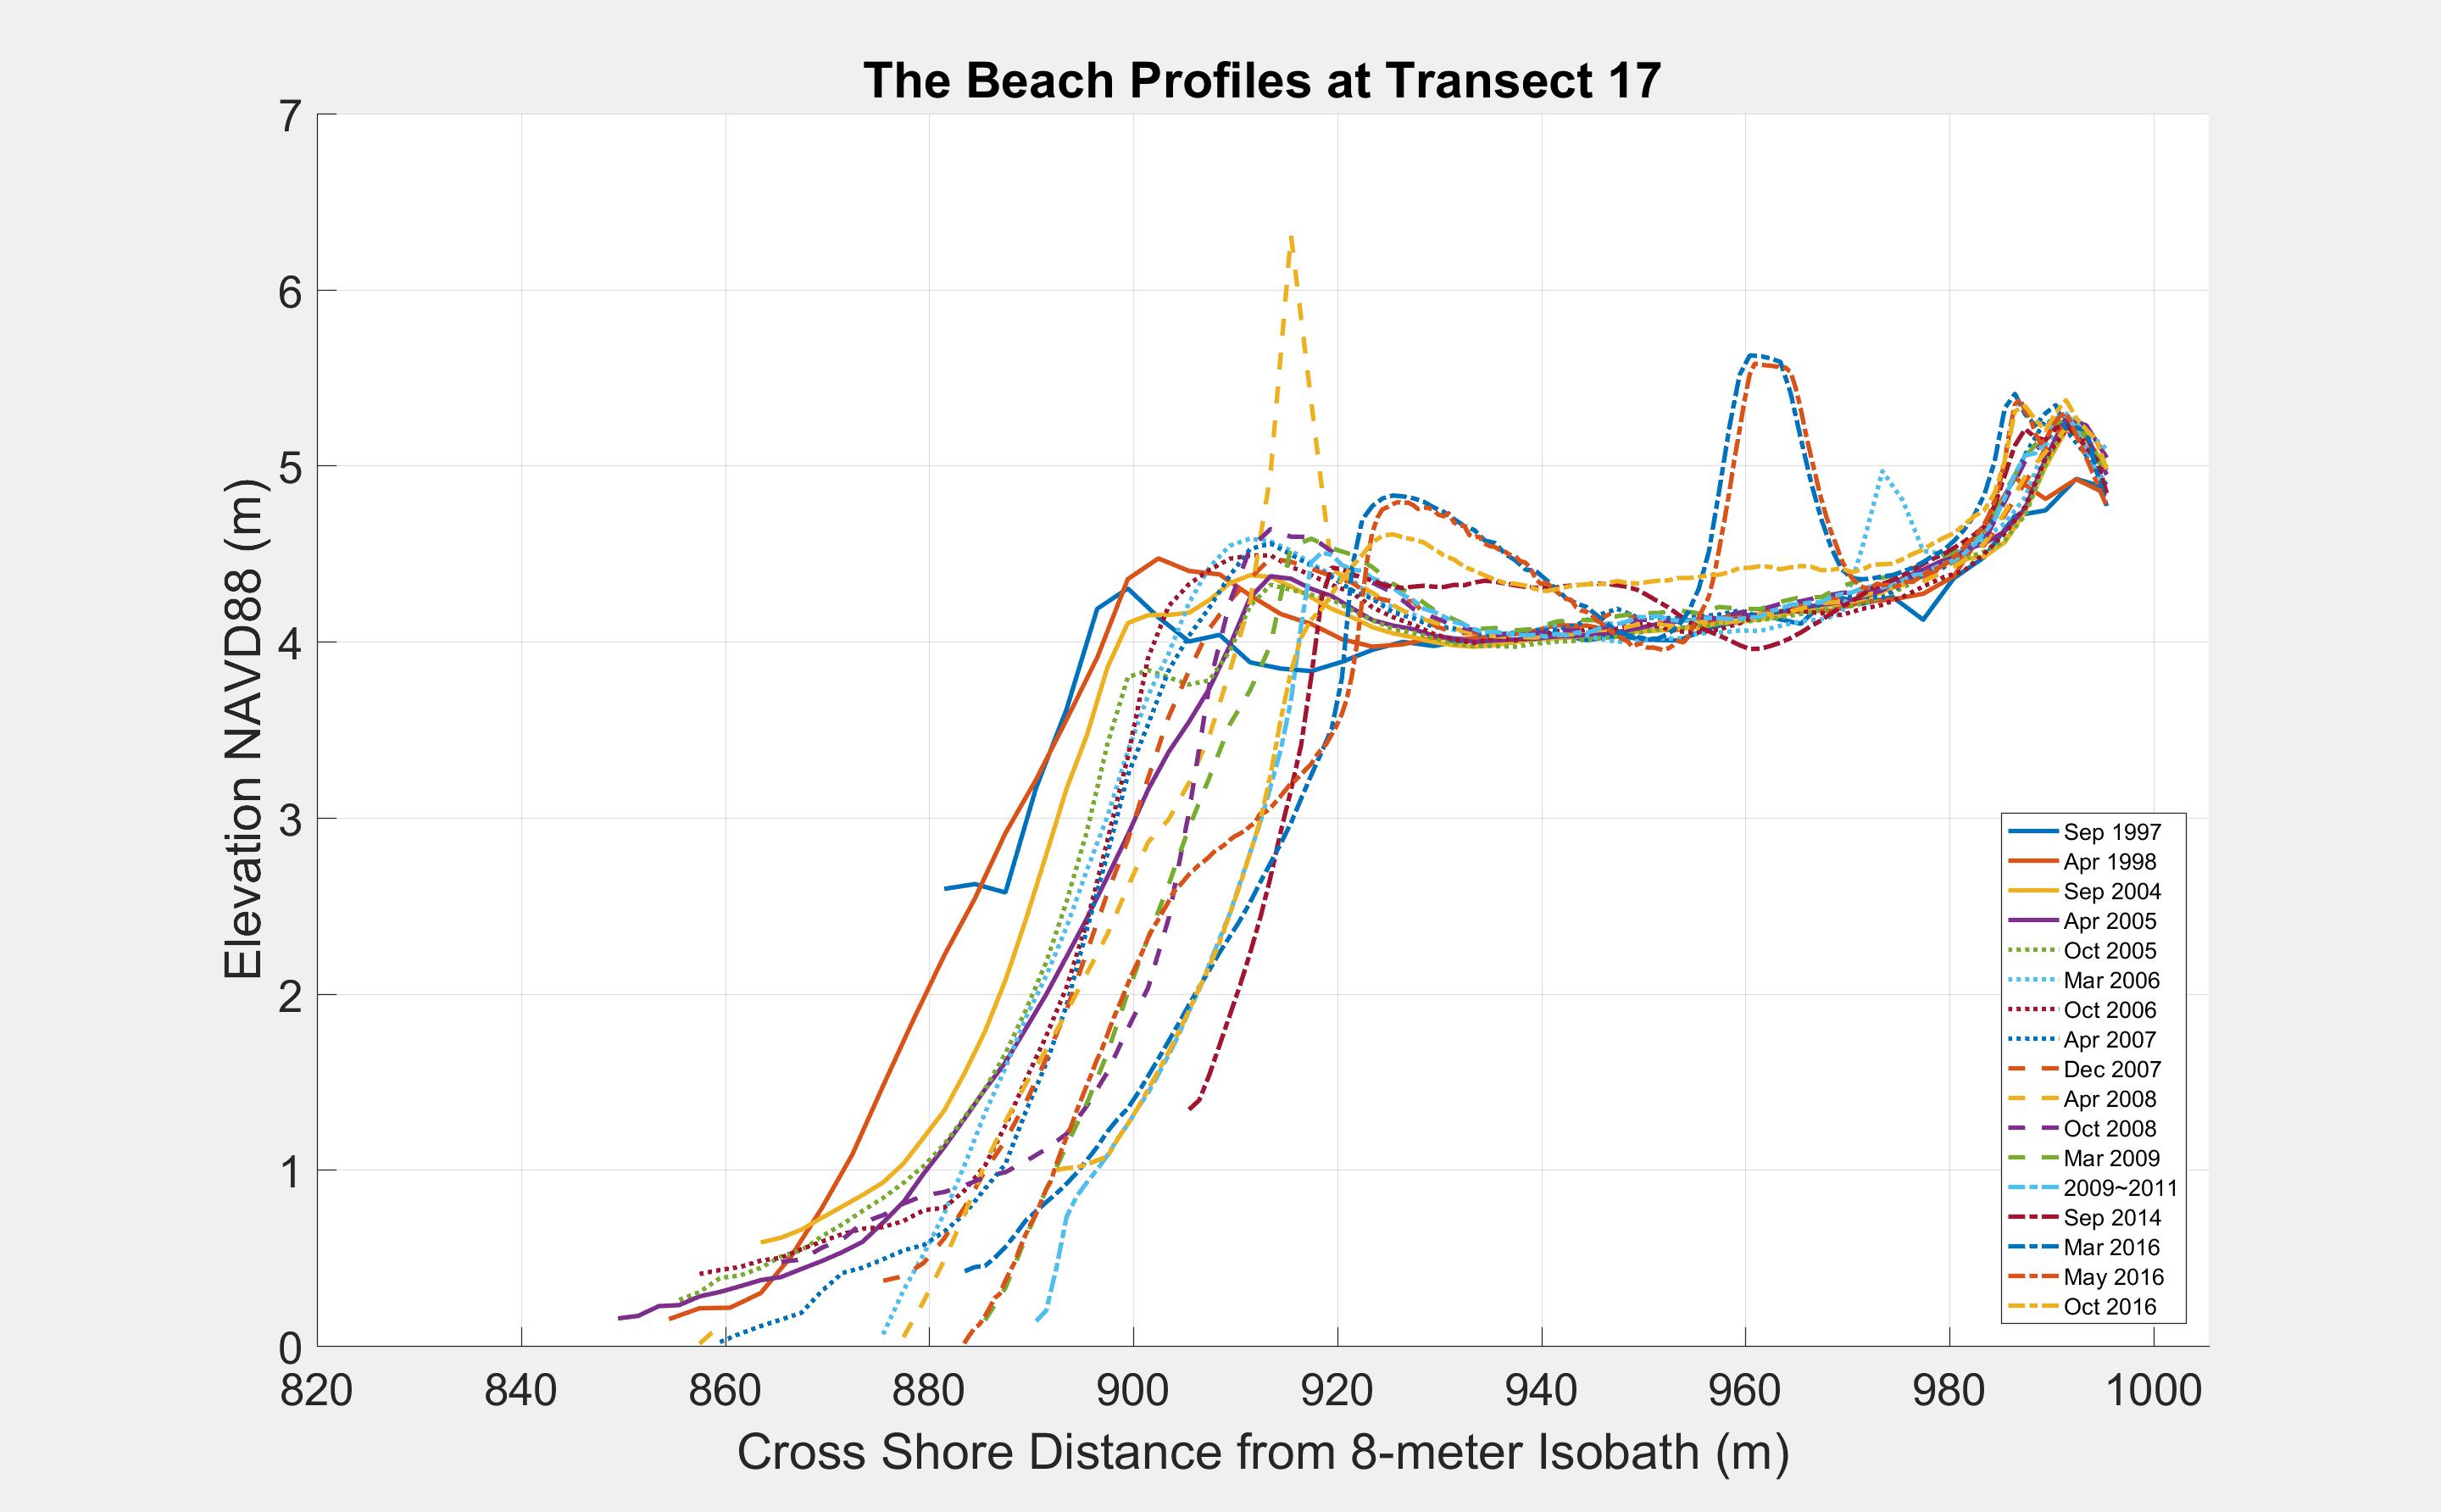 The Beach Profiles at Transect 17
7
6
5
4
3
2
1
0
Elevation NAVD88 (m)
Sep 1997
Apr 1998
Sep 2004
Apr 2005
Oct 2005
Mar 2006
Oct 2006
Apr 2007
Dec 2007
Apr 2008
Oct 2008
Mar 2009
2009~2011
Sep 2014
Mar 2016
May 2016
Oct 2016
820 840 860 880 900 920 940 960 980 1000
Cross Shore Distance from 8-meter Isobath (m)